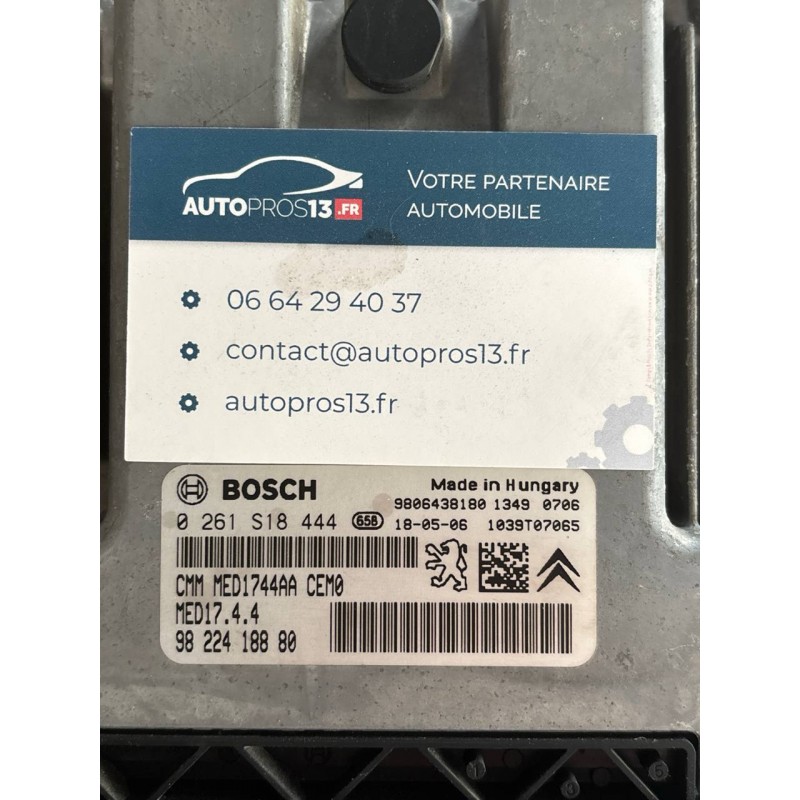 AUTOPROS13.FR
VOTRE PARTENAIRE
AUTOMOBILE
06 64 29 40 37
contact@autopros13.fr
autopros13.fr
BOSCH
Made in Hungary
9806438180 1349 0706
0 261 S18 444 658 18-05-06 1039T07065
CMM MED1744AA CEM0
MED17.4.4
98 224 188 80